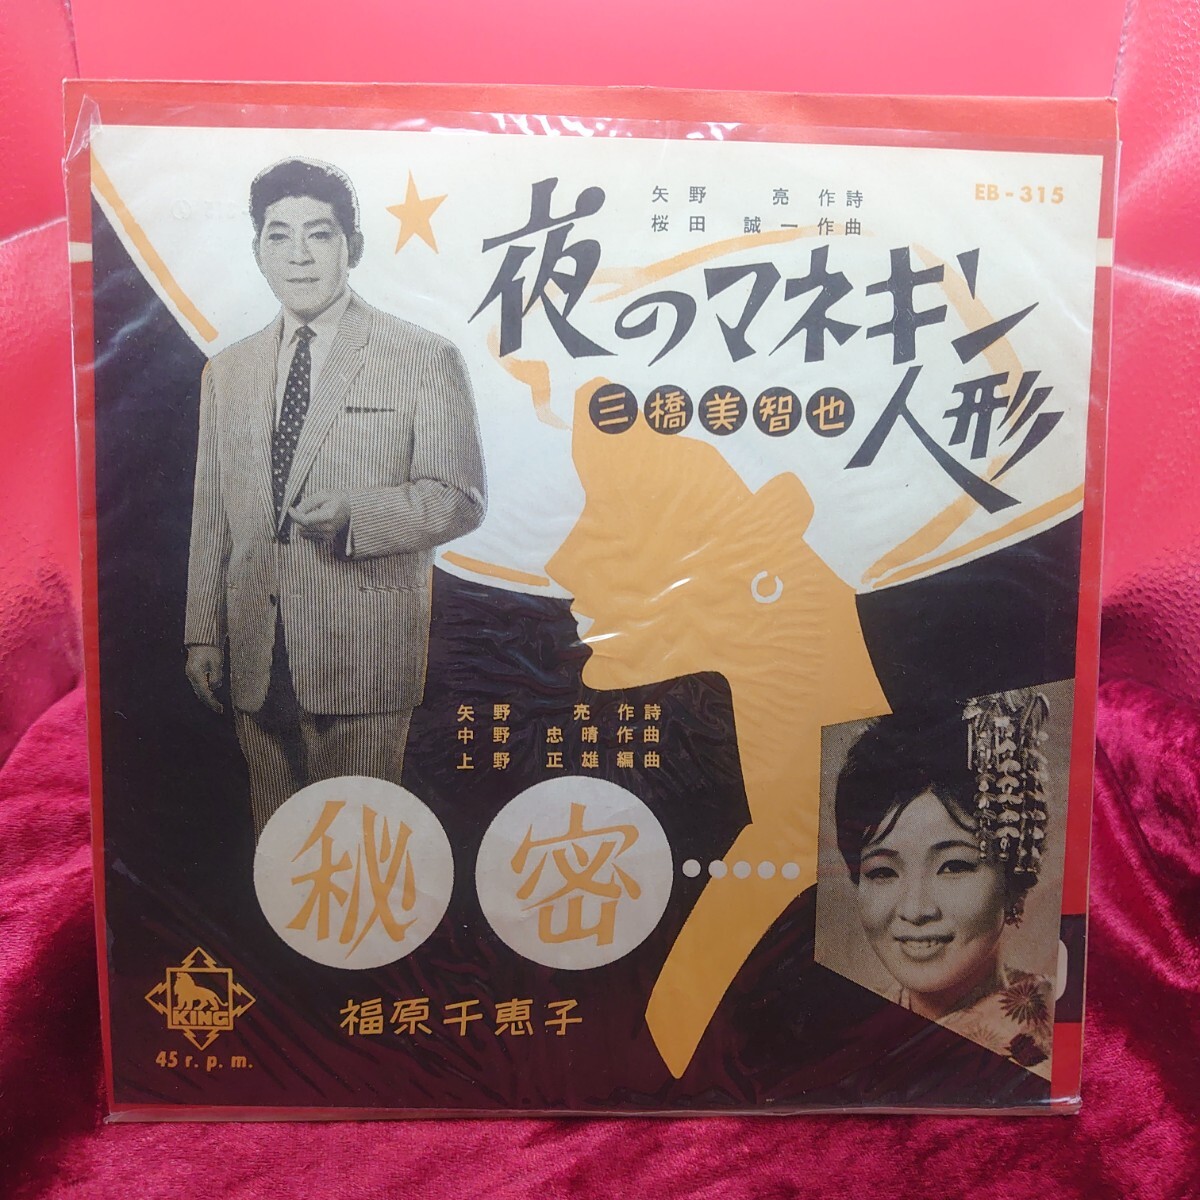 EB-315
矢野 亮 作詩
桜田 誠一 作曲
夜のマネキン
人形
三橋美智也
矢野 亮 作詩
中野 忠晴 作曲
上野 正雄 編曲
秘密……
福原千恵子
KING
45 r. p. m.